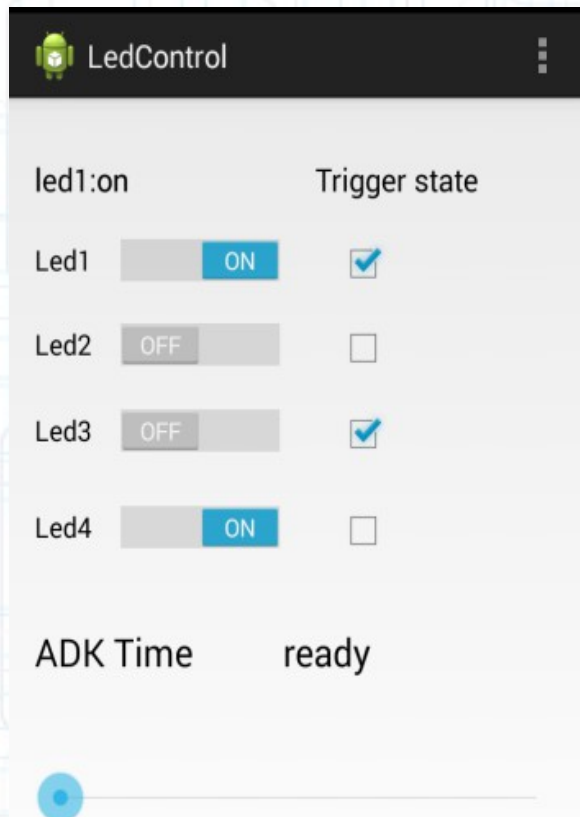 LedControl
led1:on Trigger state
Led1 ON
Led2 OFF
Led3 OFF
Led4 ON
ADK Time ready